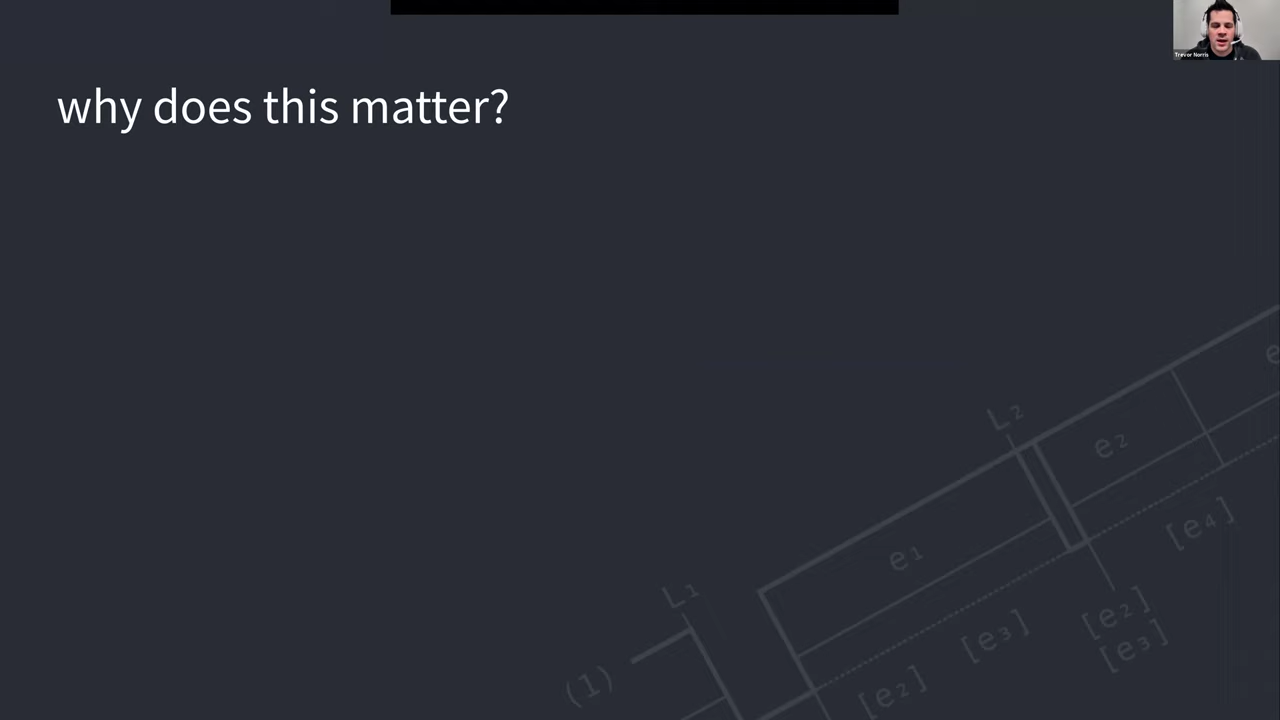 Trevor Norris
why does this matter?
e
L₂
e₂
[e₄]
e₁
L₁
[e₂]
[e₃]
[e₃]
(1)
[e₂]